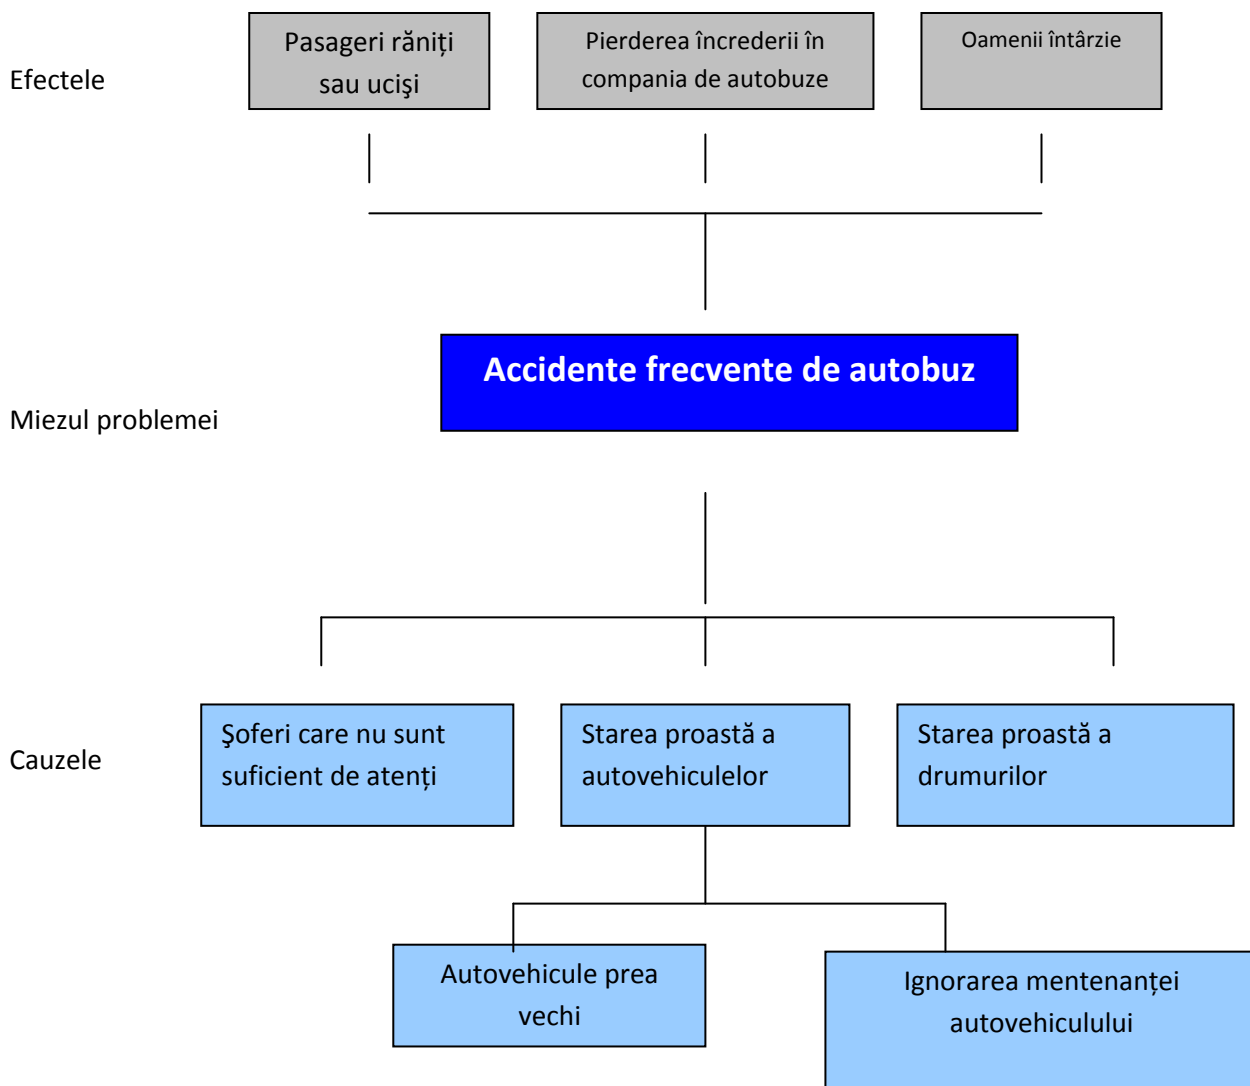 Efectele
Pasageri răniți
sau ucişi
Pierderea încrederii în
compania de autobuze
Oamenii întârzie
Miezul problemei
Accidente frecvente de autobuz
Cauzele
Şoferi care nu sunt
suficient de atenți
Starea proastă a
autovehiculelor
Starea proastă a
drumurilor
Autovehicule prea
vechi
Ignorarea mentenanței
autovehiculului